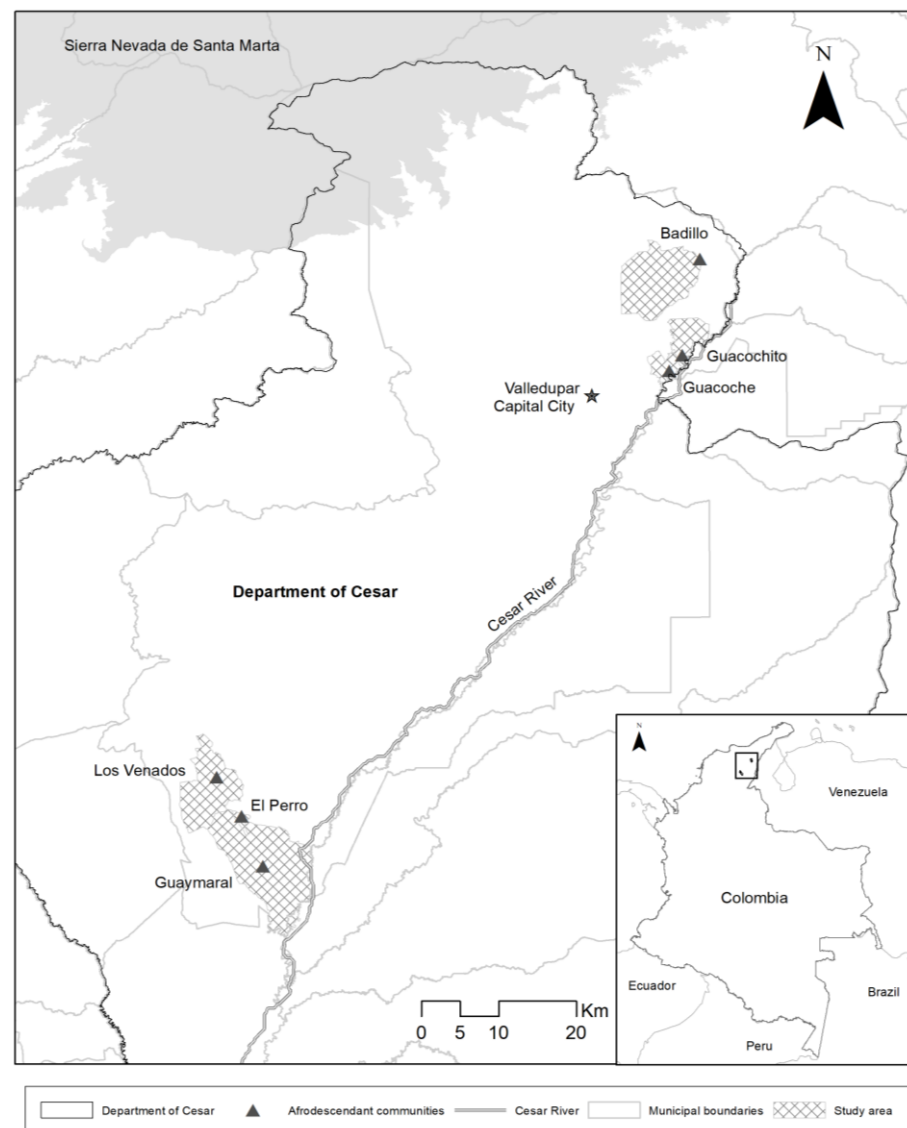 Sierra Nevada de Santa Marta
N
Badillo
Guacochito
Guacoche
Valledupar
Capital City
Department of Cesar
Cesar River
Los Venados
El Perro
Guaymaral
Km
0 5 10 20
N
Venezuela
Colombia
Ecuador
Brazil
Peru
Department of Cesar Afrodescendant communities Cesar River Municipal boundaries Study area